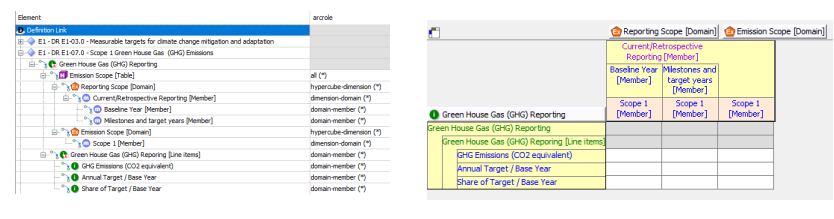 Element arcrole
Definition Link
E1 - DR E1-03.0 - Measurable targets for climate change mitigation and adaptation
E1 - DR E1-07.0 - Scope 1 Green House Gas (GHG) Emissions
Green House Gas (GHG) Reporting
Emission Scope [Table] all (*)
Reporting Scope [Domain] hypercube-dimension (*)
Current/Retrospective Reporting [Member] dimension-domain (*)
Baseline Year [Member] domain-member (*)
Milestones and target years [Member] domain-member (*)
Emission Scope [Domain] hypercube-dimension (*)
Scope 1 [Member] dimension-domain (*)
Green House Gas (GHG) Reporing [Line items] domain-member (*)
GHG Emissions (CO2 equivalent) domain-member (*)
Annual Target / Base Year domain-member (*)
Share of Target / Base Year domain-member (*)
Reporting Scope [Domain] Emission Scope [Domain]
Current/Retrospective
Reporting [Member]
Baseline Year Milestones and
[Member] target years
[Member]
Scope 1 Scope 1 Scope 1
[Member] [Member] [Member]
Green House Gas (GHG) Reporting
Green House Gas (GHG) Reporting
Green House Gas (GHG) Reporing [Line items]
GHG Emissions (CO2 equivalent)
Annual Target / Base Year
Share of Target / Base Year